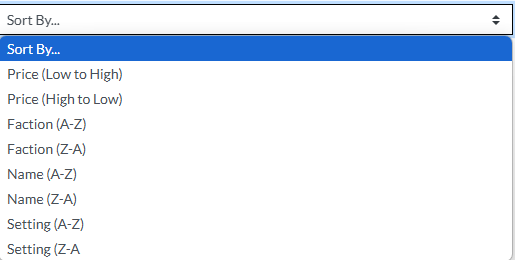 Sort By...
Sort By...
Price (Low to High)
Price (High to Low)
Faction (A-Z)
Faction (Z-A)
Name (A-Z)
Name (Z-A)
Setting (A-Z)
Setting (Z-A